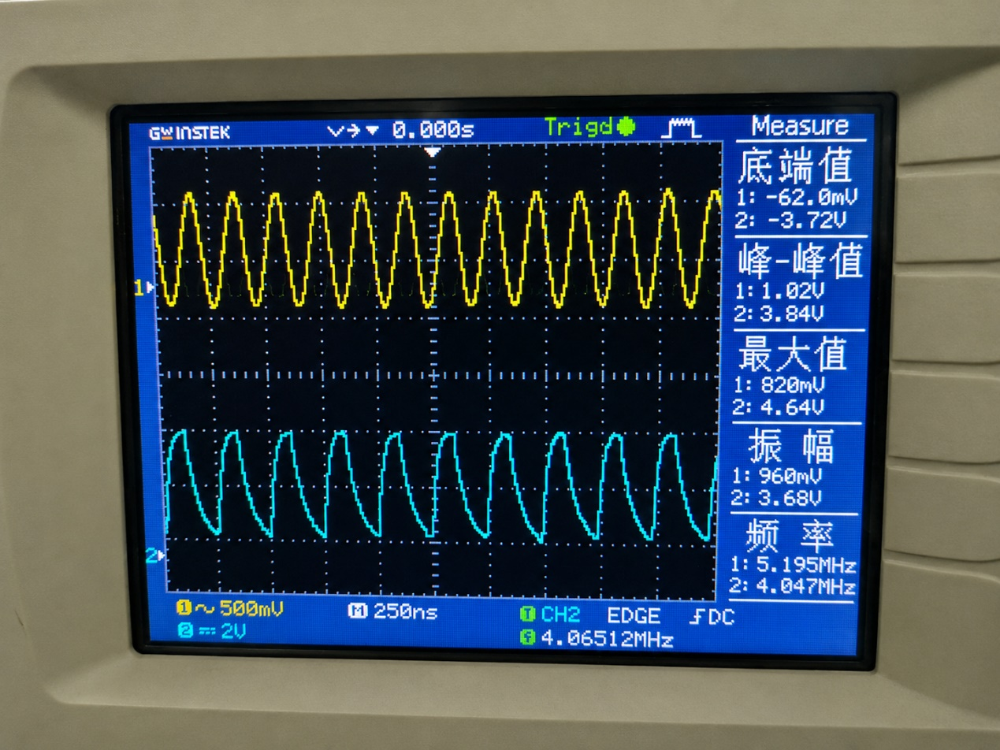 GW INSTEK 0.000s Trigd Measure
底端值
1: -62.0mV
2: -3.72V
峰-峰值
1: 1.02V
2: 3.84V
最大值
1: 820mV
2: 4.64V
振 幅
1: 960mV
2: 3.68V
频 率
1: 5.195MHz
2: 4.047MHz
1
2
1 500mV M 250ns T CH2 EDGE DC
2 2V F 4.06512MHz